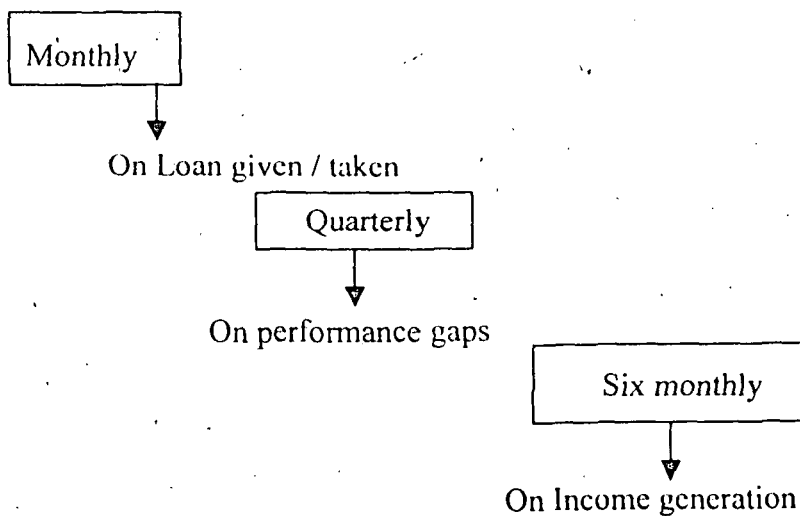 Monthly
On Loan given / taken
Quarterly
On performance gaps
Six monthly
On Income generation